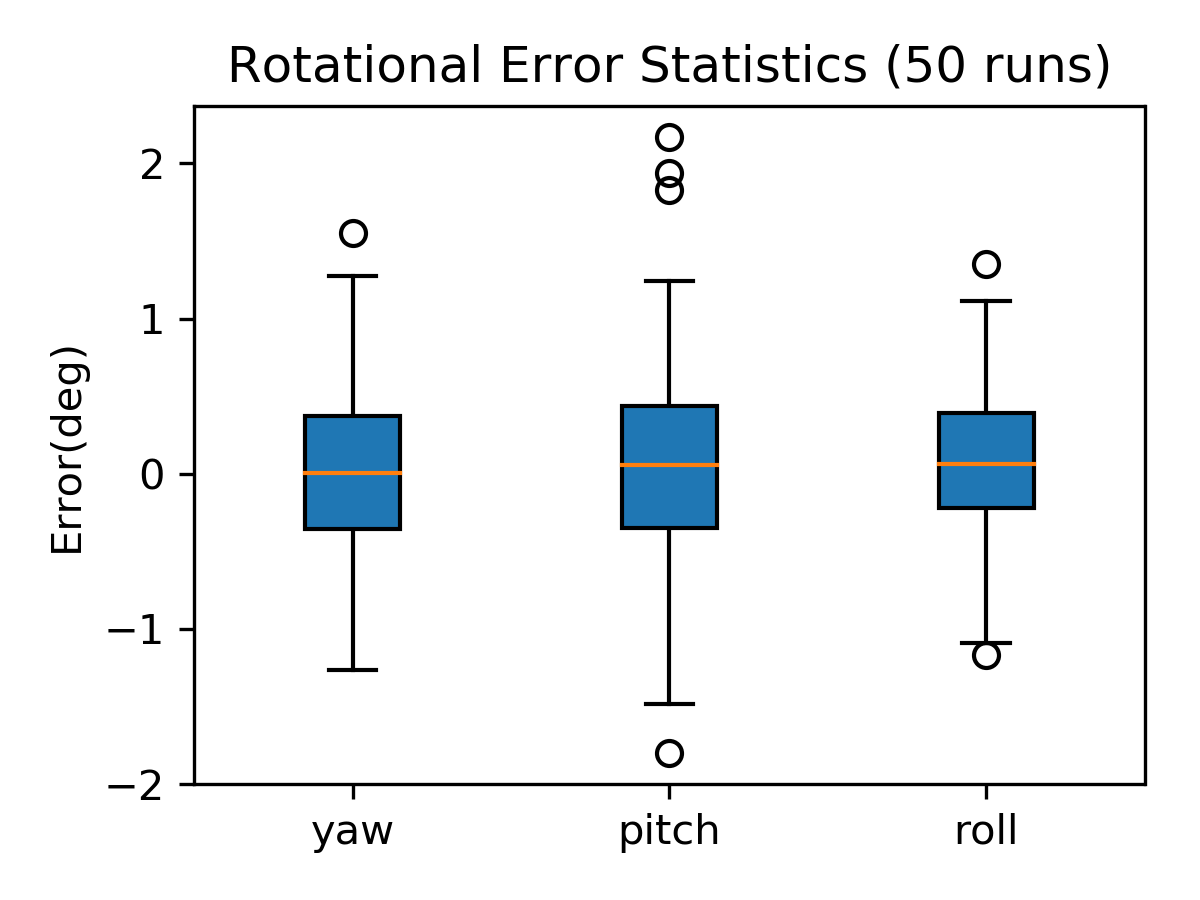 Rotational Error Statistics (50 runs)
Error(deg)
2
1
0
−1
−2
yaw pitch roll